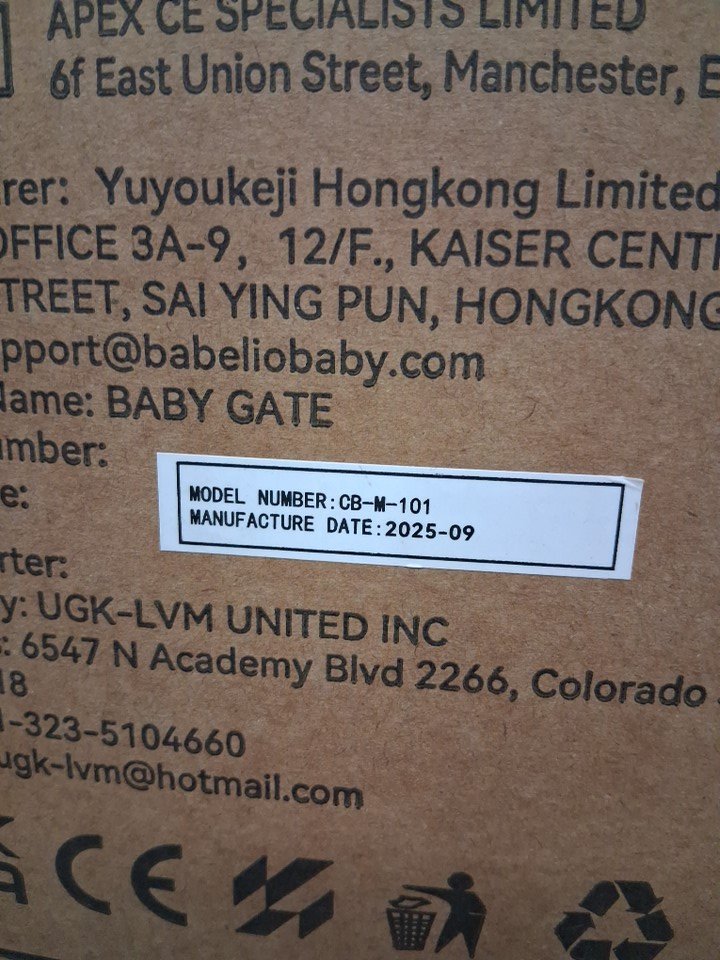 APEX CE SPECIALISTS LIMITED
6f East Union Street, Manchester, E
rer: Yuyoukeji Hongkong Limited
OFFICE 3A-9, 12/F., KAISER CENT
TREET, SAI YING PUN, HONGKONG
pport@babeliobaby.com
Name: BABY GATE
mber:
MODEL NUMBER:CB-M-101
e:
MANUFACTURE DATE:2025-09
rter:
y: UGK-LVM UNITED INC
s: 6547 N Academy Blvd 2266, Colorado
18
1-323-5104660
ugk-lvm@hotmail.com
CE